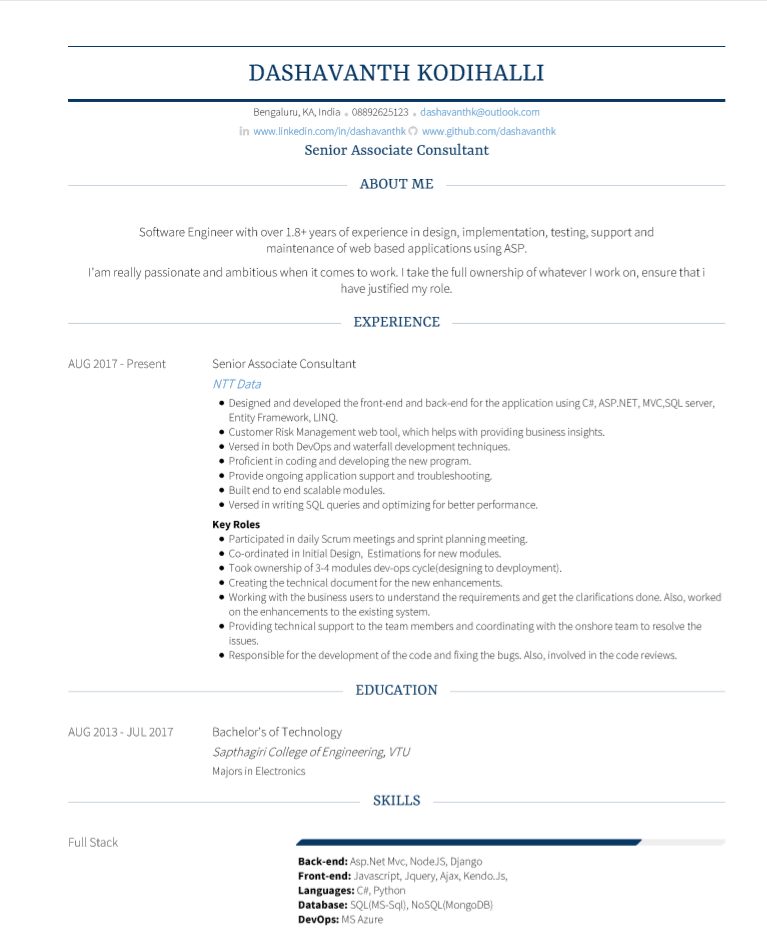 DASHAVANTH KODIHALLI
Bengaluru, KA, India • 08892625123 • dashavanthk@outlook.com
in www.linkedin.com/in/dashavanthk www.github.com/dashavanthk
Senior Associate Consultant
ABOUT ME
Software Engineer with over 1.8+ years of experience in design, implementation, testing, support and
maintenance of web based applications using ASP.
I'am really passionate and ambitious when it comes to work. I take the full ownership of whatever I work on, ensure that i
have justified my role.
EXPERIENCE
AUG 2017 - Present Senior Associate Consultant
NTT Data
● Designed and developed the front-end and back-end for the application using C#, ASP.NET, MVC,SQL server,
Entity Framework, LINQ.
● Customer Risk Management web tool, which helps with providing business insights.
● Versed in both DevOps and waterfall development techniques.
● Proficient in coding and developing the new program.
● Provide ongoing application support and troubleshooting.
● Built end to end scalable modules.
● Versed in writing SQL queries and optimizing for better performance.
Key Roles
● Participated in daily Scrum meetings and sprint planning meeting.
● Co-ordinated in Initial Design, Estimations for new modules.
● Took ownership of 3-4 modules dev-ops cycle(designing to devployment).
● Creating the technical document for the new enhancements.
● Working with the business users to understand the requirements and get the clarifications done. Also, worked
on the enhancements to the existing system.
● Providing technical support to the team members and coordinating with the onshore team to resolve the
issues.
● Responsible for the development of the code and fixing the bugs. Also, involved in the code reviews.
EDUCATION
AUG 2013 - JUL 2017 Bachelor's of Technology
Sapthagiri College of Engineering, VTU
Majors in Electronics
SKILLS
Full Stack
Back-end: Asp.Net Mvc, NodeJS, Django
Front-end: Javascript, Jquery, Ajax, Kendo.Js,
Languages: C#, Python
Database: SQL(MS-Sql), NoSQL(MongoDB)
DevOps: MS Azure